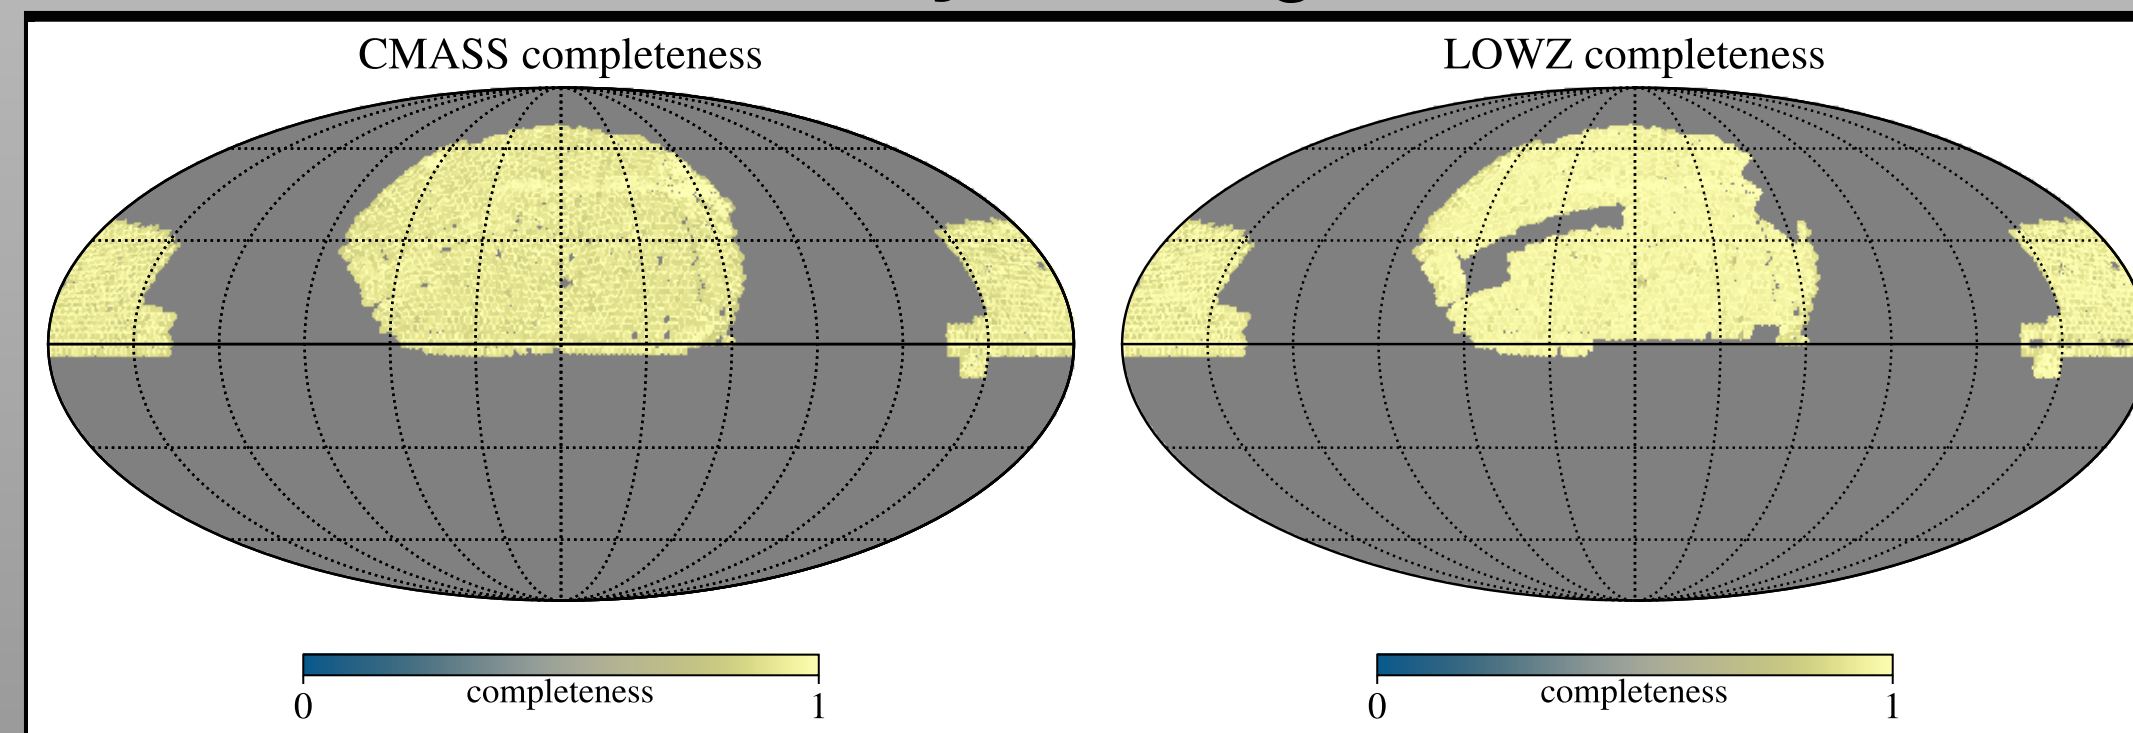 CMASS completeness
LOWZ completeness
completeness
0 1
completeness
0 1